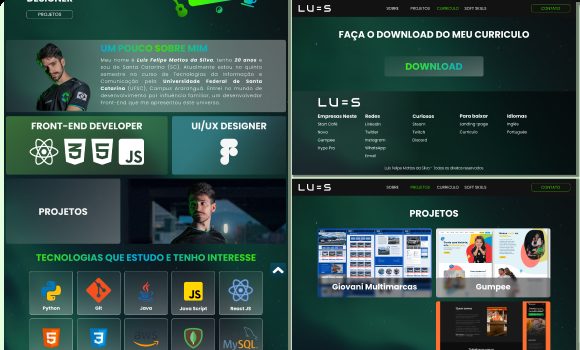 DESIGNER
PROJETOS
UM POUCO SOBRE MIM
Meu nome é Luis Felipe Mattos da Silva, tenho 20 anos e
sou de Santa Catarina (SC). Atualmente estou no quinto
semestre no curso de Tecnologias da Informação e
Comunicação pela Universidade Federal de Santa
Catarina (UFSC), Campus Araranguá. Entrei no mundo de
desenvolvimento por influência familiar, um desenvolvedor
Front-End que me apresentou esse universo.
FRONT-END DEVELOPER
JS
UI/UX DESIGNER
PROJETOS
TECNOLOGIAS QUE ESTUDO E TENHO INTERESSE
Python
Git
Java
JS
Java Script
React JS
aws
MySQL
LU=S
SOBRE
PROJETOS
CURRICULO
SOFT SKILLS
CONTATO
FAÇA O DOWNLOAD DO MEU CURRICULO
DOWNLOAD
LU=S
Empresas Neste
Start Café
Nava
Gumpee
Hype Pro
Redes
Linkedin
Twitter
Instagram
WhatsApp
Email
Curiosos
Steam
Twitch
Discord
Para baixar
Landing-page
Currículo
Idiomas
Inglês
Português
Luis Felipe Mattos da Silva - Todos os direitos reservados
LU=S
SOBRE
PROJETOS
CURRICULO
SOFT SKILLS
CONTATO
PROJETOS
Giovani Multimarcas
Gumpee